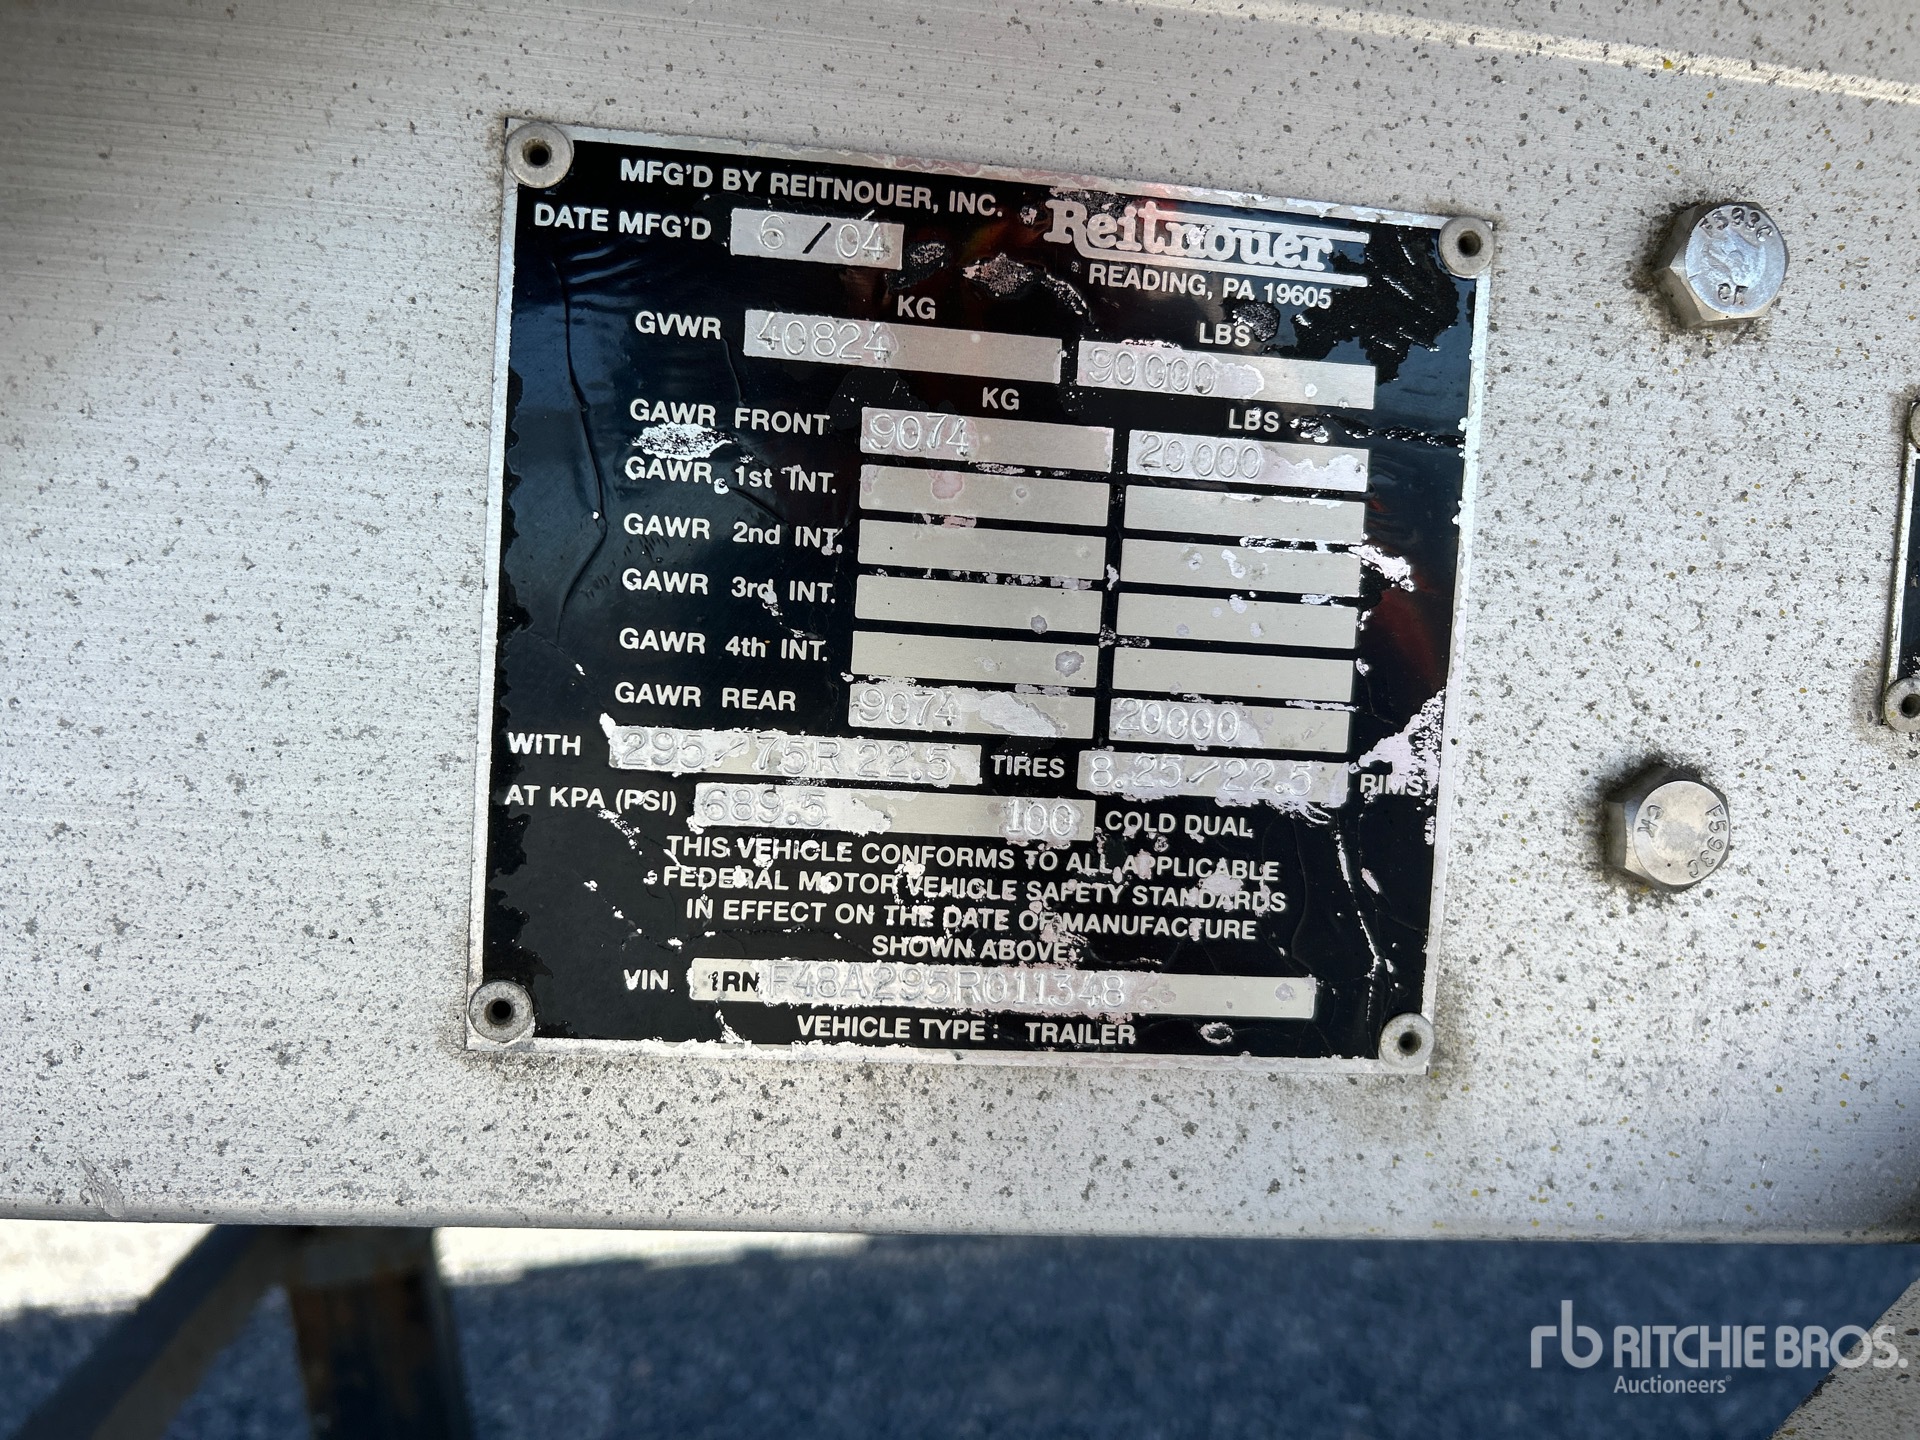 MFG'D BY REITNOUER, INC.
DATE MFG'D 6/04
Reitnouer
READING, PA 19605
KG LBS
GVWR 40824 90000
KG LBS
GAWR FRONT 9074 20000
GAWR 1st INT.
GAWR 2nd INT.
GAWR 3rd INT.
GAWR 4th INT.
GAWR REAR 9074 20000
WITH 295/75R 22.5 TIRES 8.25/22.5 RIMS
AT KPA (PSI) 689.5 100 COLD DUAL
THIS VEHICLE CONFORMS TO ALL APPLICABLE
FEDERAL MOTOR VEHICLE SAFETY STANDARDS
IN EFFECT ON THE DATE OF MANUFACTURE
SHOWN ABOVE.
VIN. 1RNF48A295R011348
VEHICLE TYPE: TRAILER
F593C
rb RITCHIE BROS.
Auctioneers